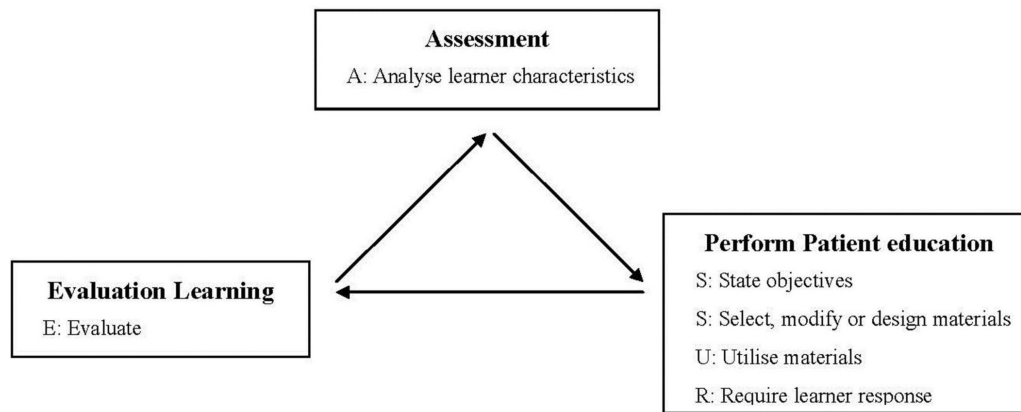 Assessment
A: Analyse learner characteristics
Perform Patient education
S: State objectives
S: Select, modify or design materials
U: Utilise materials
R: Require learner response
Evaluation Learning
E: Evaluate